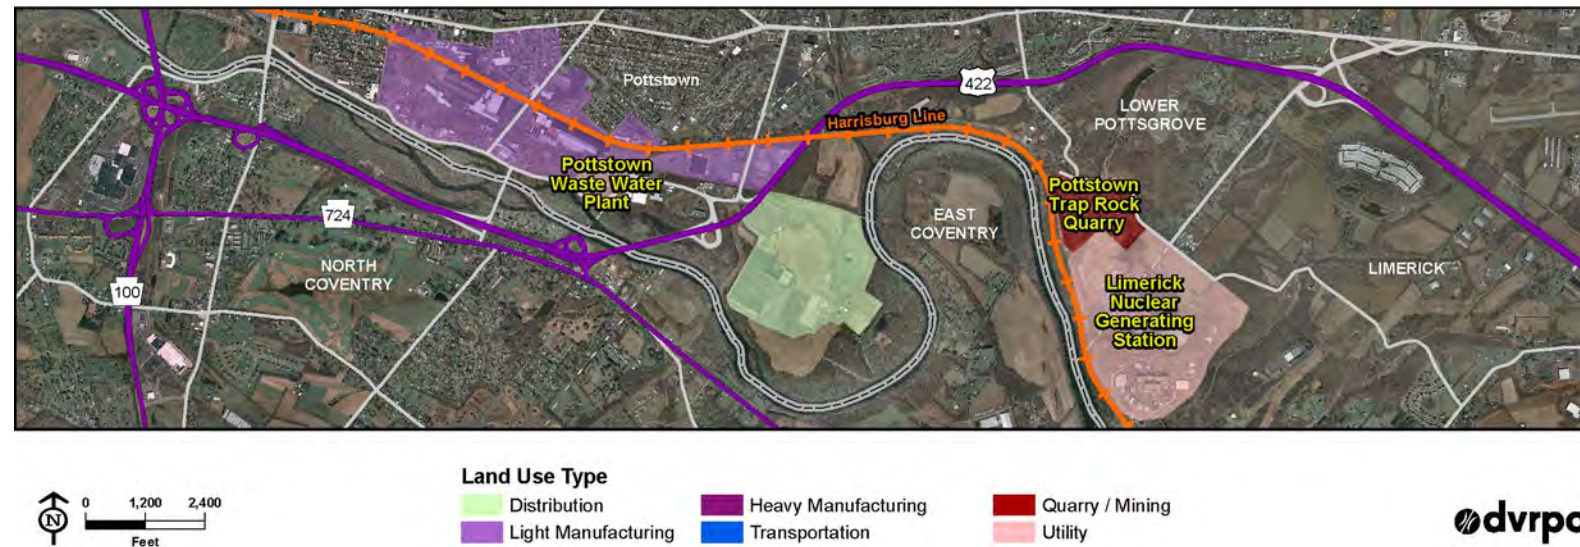 Pottstown
422
LOWER
POTTSGROVE
Harrisburg Line
Pottstown
Waste Water
Plant
Pottstown
Trap Rock
Quarry
EAST
COVENTRY
724
NORTH
COVENTRY
LIMERICK
100
Limerick
Nuclear
Generating
Station
Land Use Type
N
0 1,200 2,400
Feet
Distribution
Heavy Manufacturing
Quarry / Mining
Light Manufacturing
Transportation
Utility
dvrpc